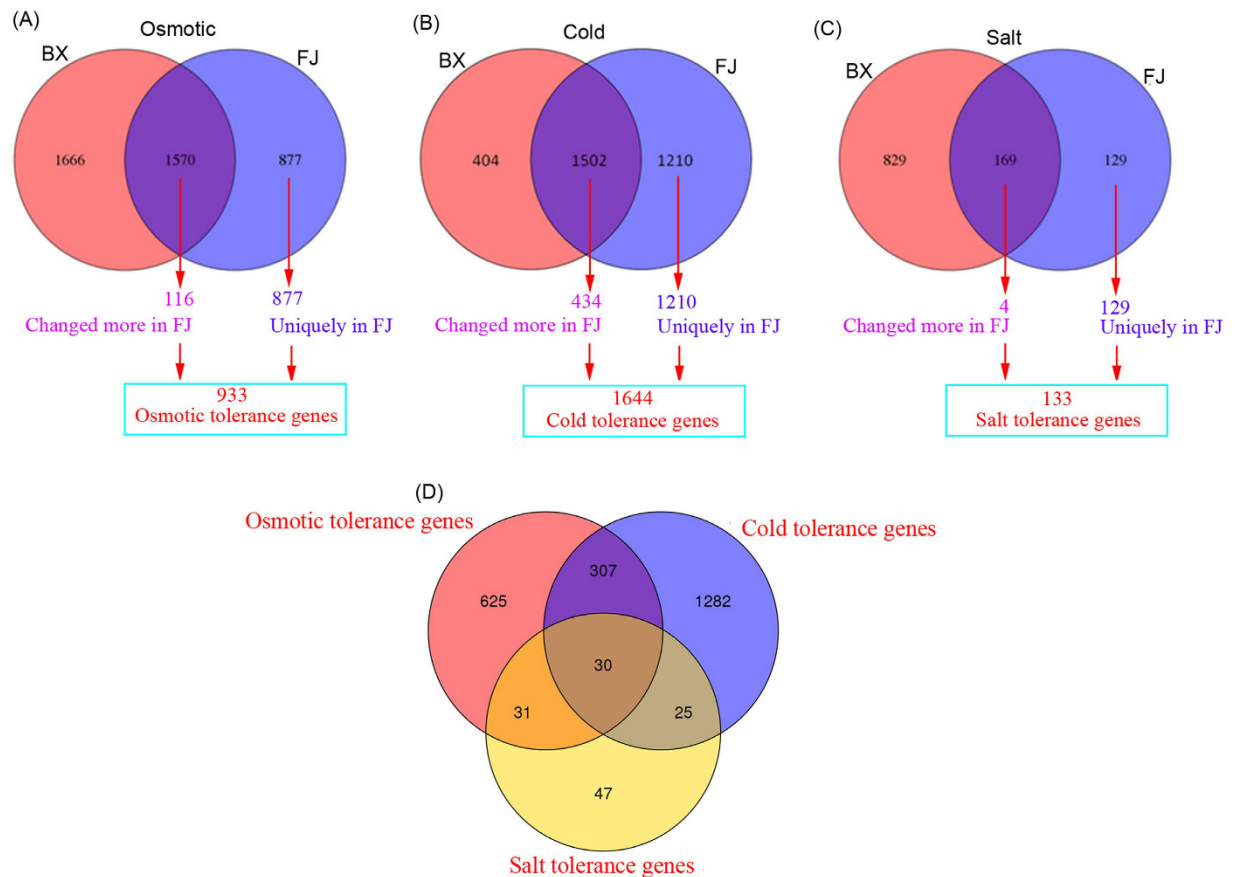 (A)
Osmotic
BX
FJ
1666
1570
877
116
877
Changed more in FJ
Uniquely in FJ
933
Osmotic tolerance genes
(B)
Cold
BX
FJ
404
1502
1210
434
1210
Changed more in FJ
Uniquely in FJ
1644
Cold tolerance genes
(C)
Salt
BX
FJ
829
169
129
4
129
Changed more in FJ
Uniquely in FJ
133
Salt tolerance genes
(D)
Osmotic tolerance genes
Cold tolerance genes
307
625
1282
30
31
25
47
Salt tolerance genes